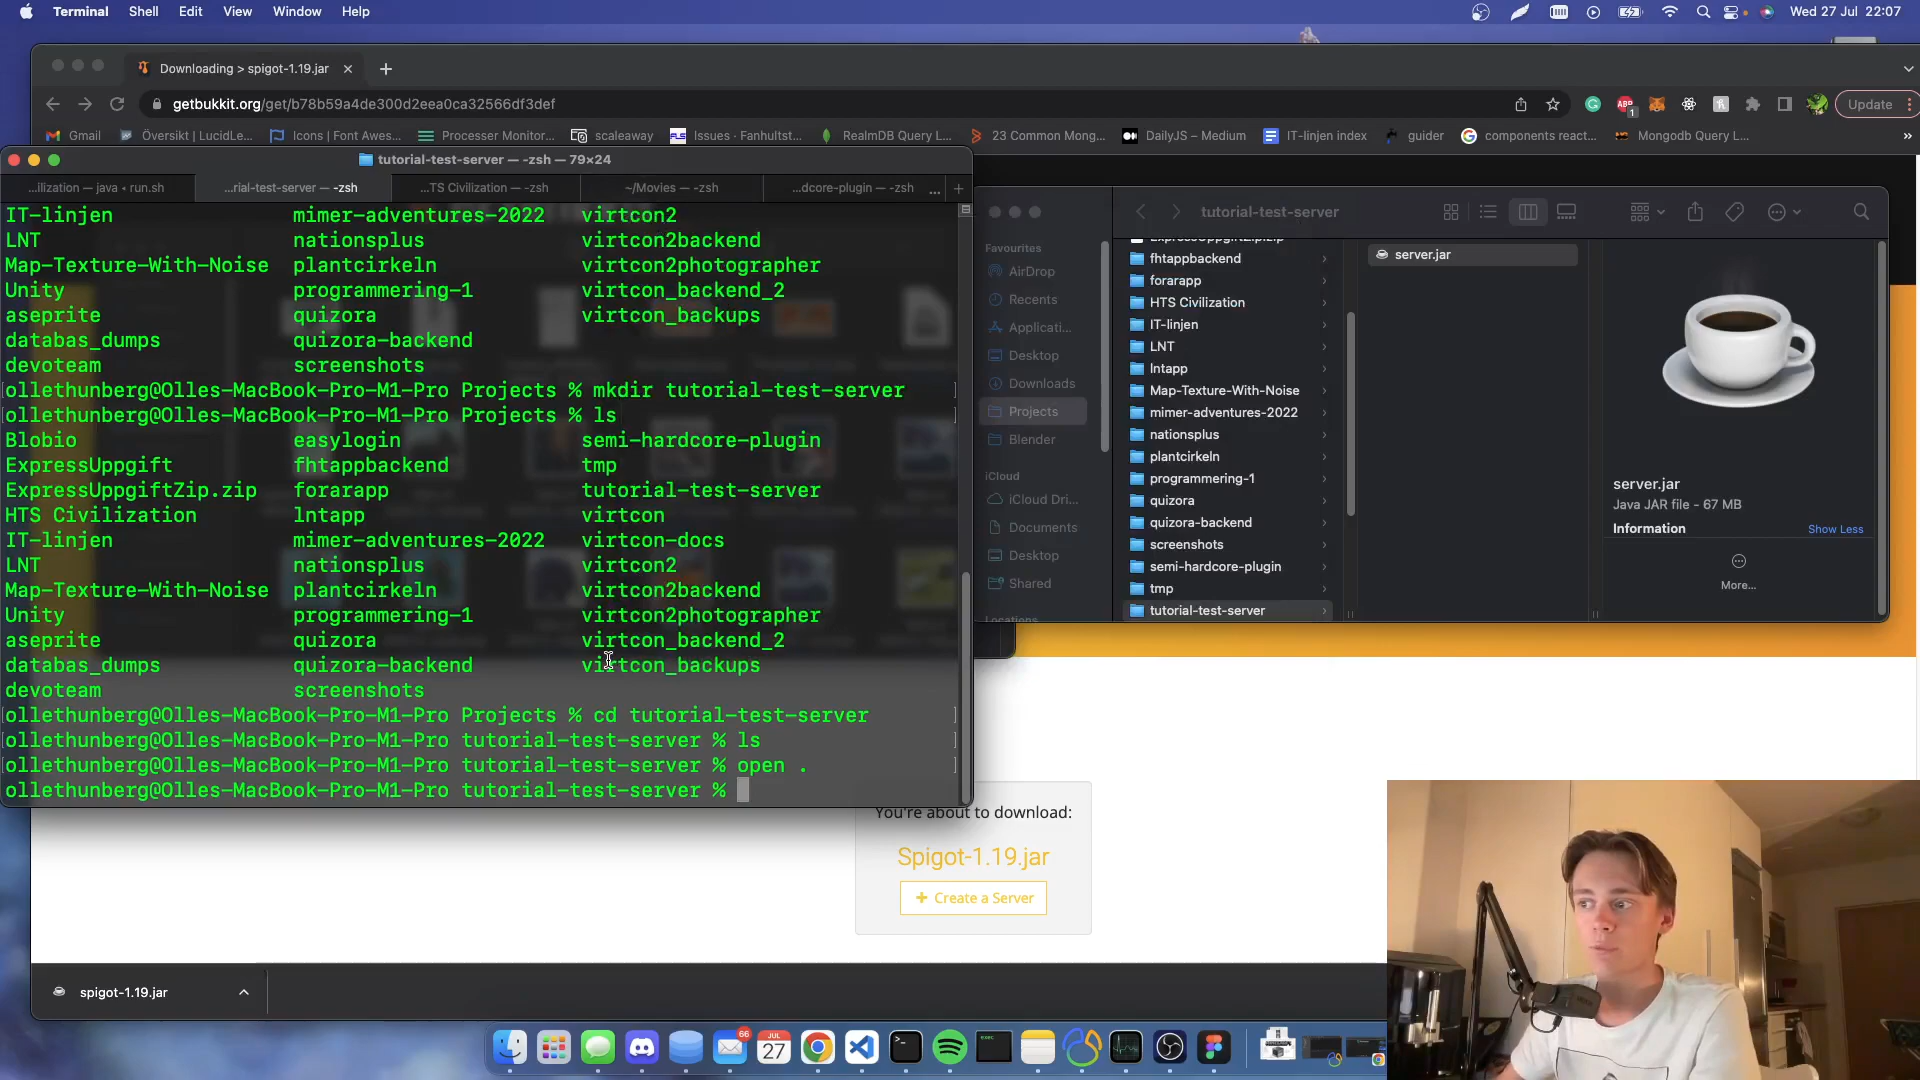 Terminal Shell Edit View Window Help
66
Wed 27 Jul 22:07
Downloading > spigot-1.19.jar
getbukkit.org/get/b78b59a4de300d2eea0ca32566df3def
ABP
1
Update
Gmail
Översikt | LucidLe...
Icons | Font Awes...
Processer Monitor...
scaleaway
Issues · Fanhultst...
RealmDB Query L...
23 Common Mong...
DailyJS – Medium
IT-linjen index
guider
components react...
Mongodb Query L...
tutorial-test-server — -zsh — 79×24
...ilization — java • run.sh
...rial-test-server — -zsh
...TS Civilization — -zsh
~/Movies — -zsh
...dcore-plugin — -zsh
IT-linjen mimer-adventures-2022 virtcon2
LNT nationsplus virtcon2backend
Map-Texture-With-Noise plantcirkeln virtcon2photographer
Unity programmering-1 virtcon_backend_2
aseprite quizora virtcon_backups
databas_dumps quizora-backend
devoteam screenshots
[ollethunberg@Olles-MacBook-Pro-M1-Pro Projects % mkdir tutorial-test-server ]
[ollethunberg@Olles-MacBook-Pro-M1-Pro Projects % ls ]
Blobio easylogin semi-hardcore-plugin
ExpressUppgift fhtappbackend tmp
ExpressUppgiftZip.zip forarapp tutorial-test-server
HTS Civilization lntapp virtcon
IT-linjen mimer-adventures-2022 virtcon-docs
LNT nationsplus virtcon2
Map-Texture-With-Noise plantcirkeln virtcon2backend
Unity programmering-1 virtcon2photographer
aseprite quizora virtcon_backend_2
databas_dumps quizora-backend virtcon_backups
devoteam screenshots
[ollethunberg@Olles-MacBook-Pro-M1-Pro Projects % cd tutorial-test-server ]
[ollethunberg@Olles-MacBook-Pro-M1-Pro tutorial-test-server % ls ]
[ollethunberg@Olles-MacBook-Pro-M1-Pro tutorial-test-server % open . ]
ollethunberg@Olles-MacBook-Pro-M1-Pro tutorial-test-server %
tutorial-test-server
Favourites
AirDrop
Recents
Applicati...
Desktop
Downloads
Projects
Blender
iCloud
iCloud Dri...
Documents
Desktop
Shared
Locations
ExpressUppgiftZip.zip
fhtappbackend
forarapp
HTS Civilization
IT-linjen
LNT
lntapp
Map-Texture-With-Noise
mimer-adventures-2022
nationsplus
plantcirkeln
programmering-1
quizora
quizora-backend
screenshots
semi-hardcore-plugin
tmp
tutorial-test-server
server.jar
server.jar
Java JAR file - 67 MB
Information Show Less
More...
You're about to download:
Spigot-1.19.jar
+ Create a Server
spigot-1.19.jar
JUL
27
exec